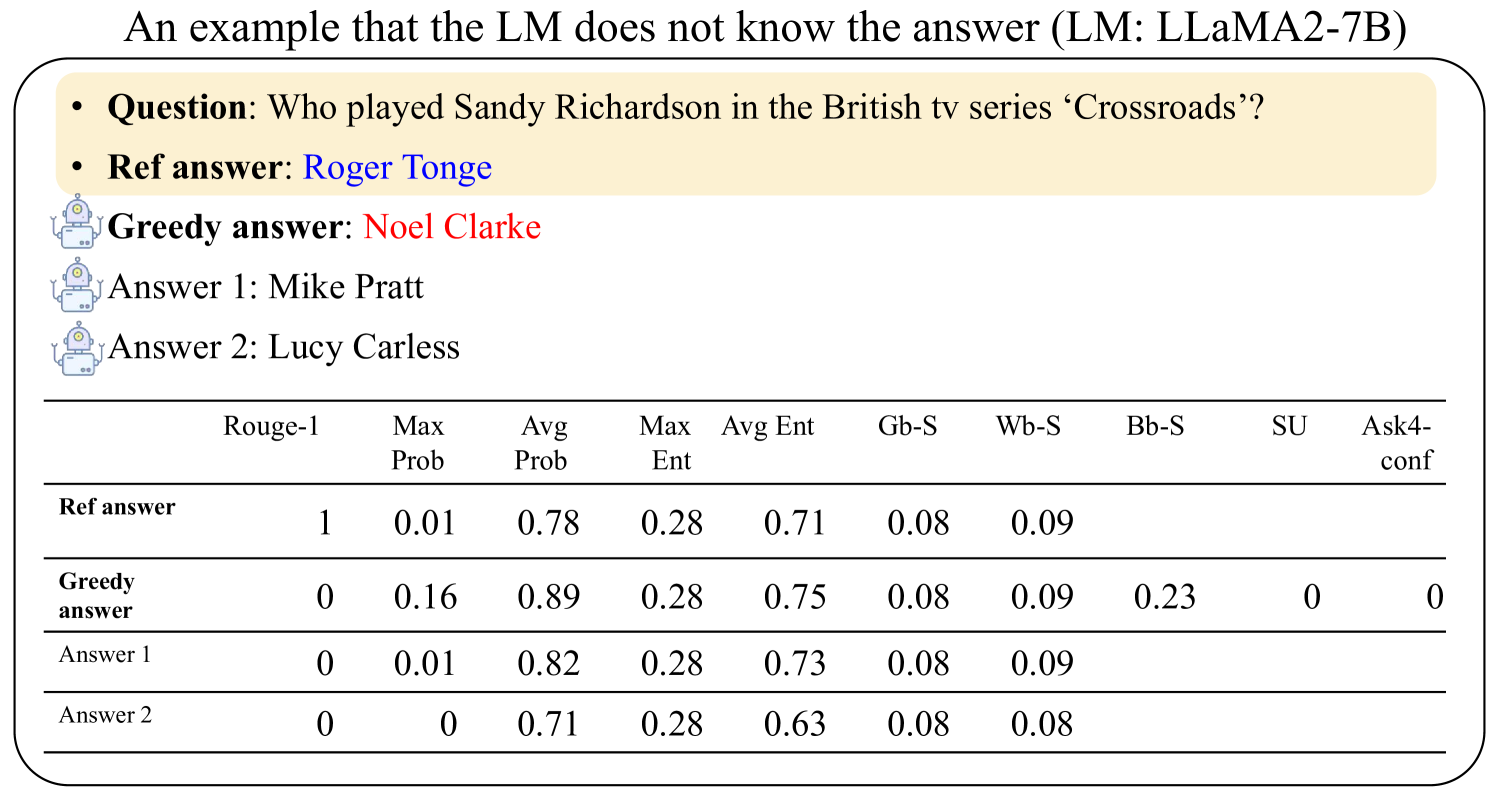 An example that the LM does not know the answer (LM: LLaMA2-7B)
• Question: Who played Sandy Richardson in the British tv series ‘Crossroads’?
• Ref answer: Roger Tonge
Greedy answer: Noel Clarke
Answer 1: Mike Pratt
Answer 2: Lucy Carless
Rouge-1 Max Prob Avg Prob Max Ent Avg Ent Gb-S Wb-S Bb-S SU Ask4-conf
Ref answer 1 0.01 0.78 0.28 0.71 0.08 0.09
Greedy answer 0 0.16 0.89 0.28 0.75 0.08 0.09 0.23 0 0
Answer 1 0 0.01 0.82 0.28 0.73 0.08 0.09
Answer 2 0 0 0.71 0.28 0.63 0.08 0.08